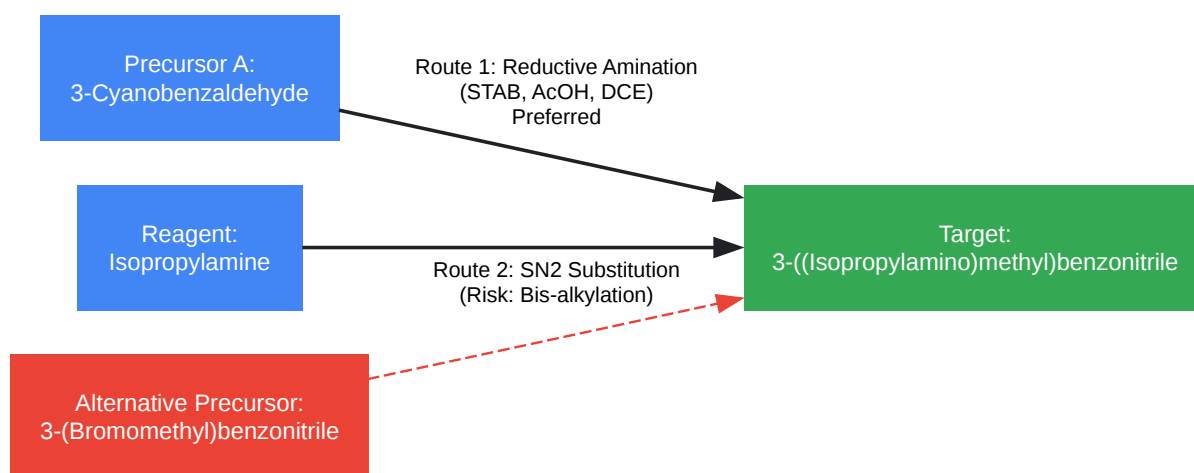 Precursor A:
3-Cyanobenzaldehyde
Route 1: Reductive Amination
(STAB, AcOH, DCE)
Preferred
Reagent:
Isopropylamine
Target:
3-((Isopropylamino)methyl)benzonitrile
Route 2: SN2 Substitution
(Risk: Bis-alkylation)
Alternative Precursor:
3-(Bromomethyl)benzonitrile